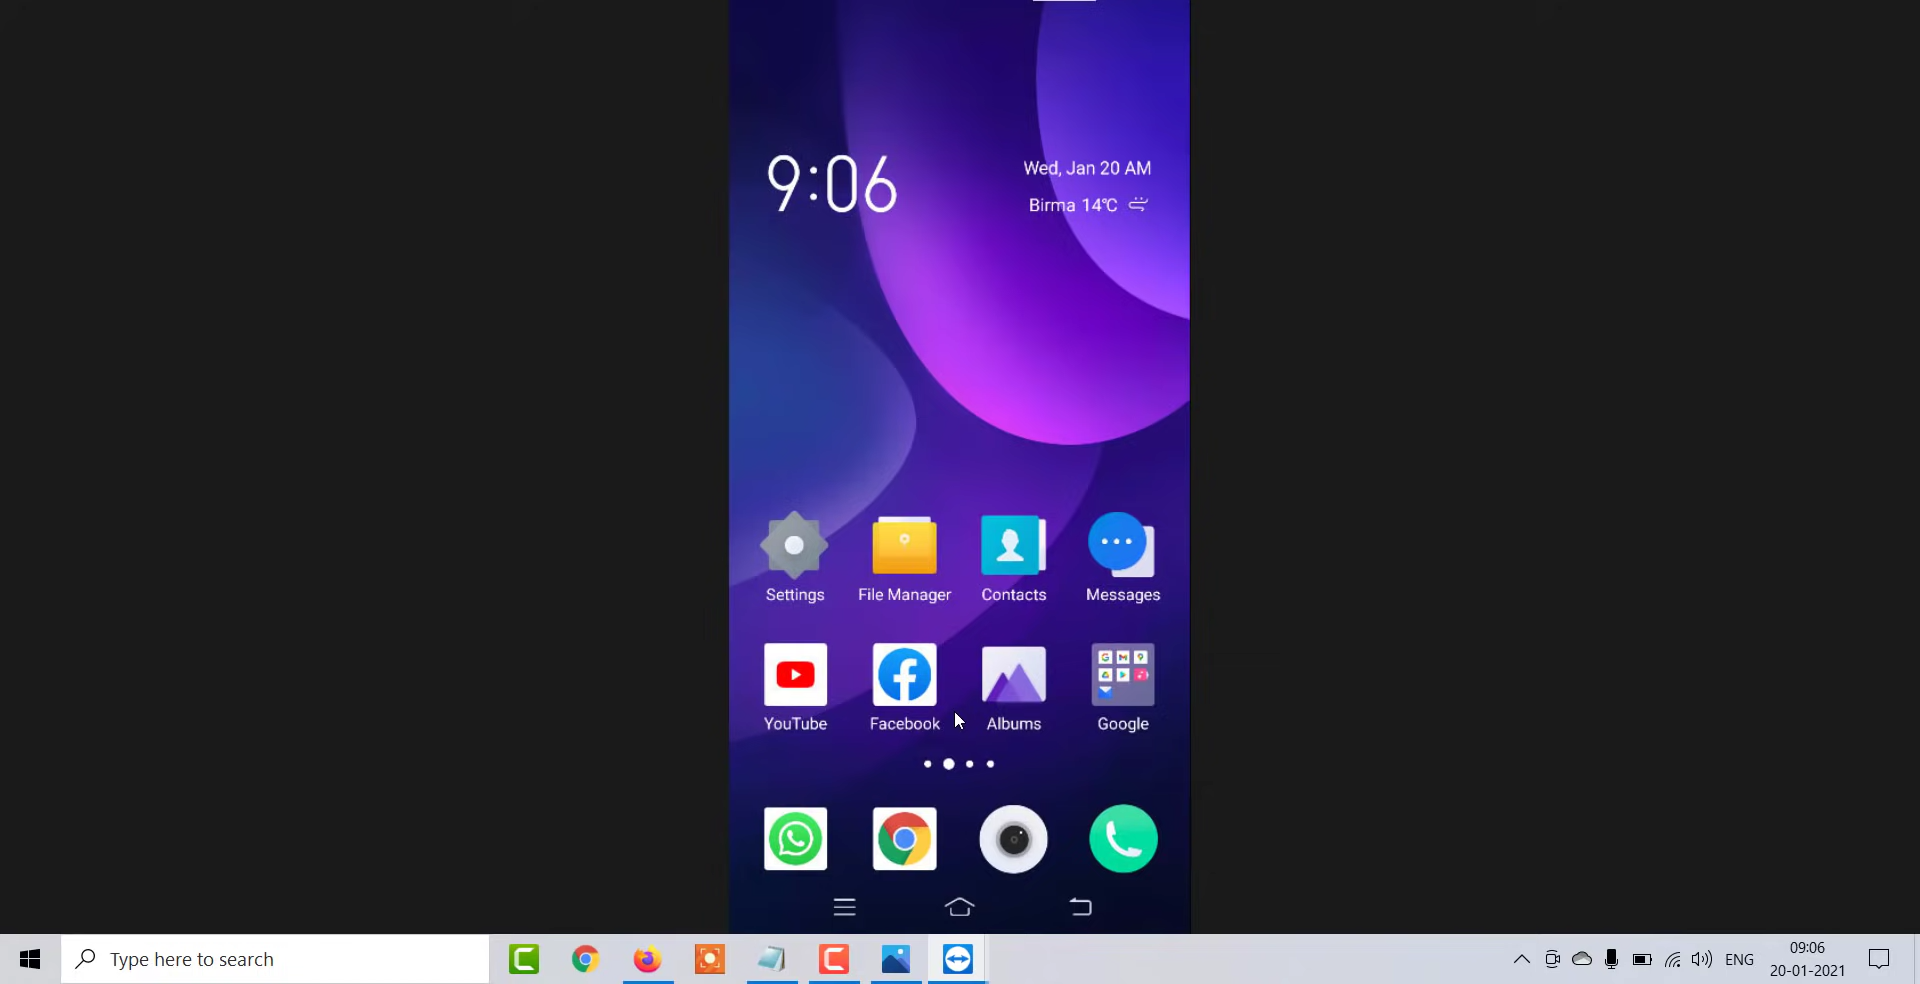 9:06
Wed, Jan 20 AM
Birma 14℃
Settings
File Manager
Contacts
Messages
YouTube
Facebook
Albums
Google
Type here to search
ENG
09:06
20-01-2021